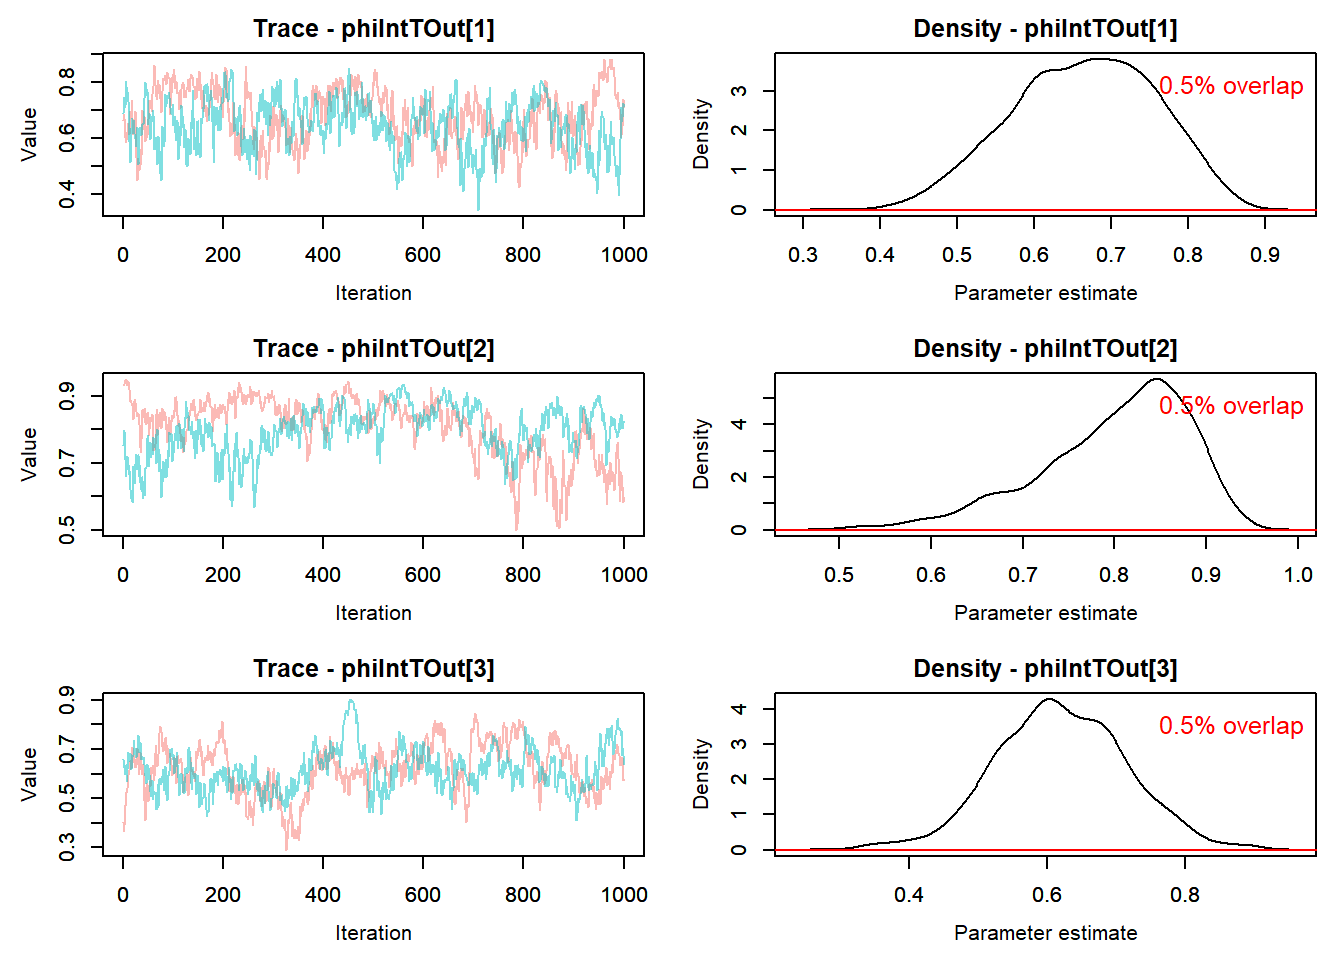 Trace - phiIntTOut[1]
Value
0.4 0.6 0.8
0 200 400 600 800 1000
Iteration
Density - phiIntTOut[1]
0.5% overlap
Density
0 1 2 3
0.3 0.4 0.5 0.6 0.7 0.8 0.9
Parameter estimate
Trace - phiIntTOut[2]
Value
0.5 0.7 0.9
0 200 400 600 800 1000
Iteration
Density - phiIntTOut[2]
0.5% overlap
Density
0 2 4
0.5 0.6 0.7 0.8 0.9 1.0
Parameter estimate
Trace - phiIntTOut[3]
Value
0.3 0.5 0.7 0.9
0 200 400 600 800 1000
Iteration
Density - phiIntTOut[3]
0.5% overlap
Density
0 1 2 3 4
0.4 0.6 0.8
Parameter estimate